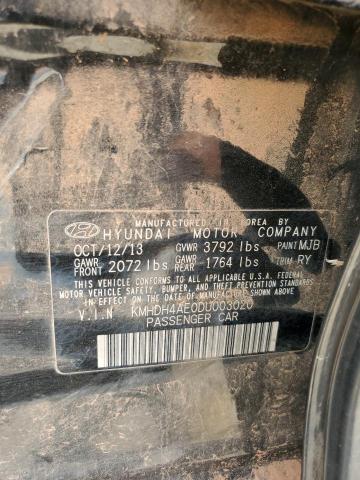 MANUFACTURED IN KOREA BY
HYUNDAI MOTOR COMPANY
OCT/12/13 GVWR 3792 lbs PAINT MJB
GAWR FRONT 2072 lbs GAWR REAR 1764 lbs TRIM RY
THIS VEHICLE CONFORMS TO ALL APPLICABLE U.S. FEDERAL
MOTOR VEHICLE SAFETY, BUMPER, AND THEFT PREVENTION STANDARDS
IN EFFECT ON THE DATE OF MANUFACTURE SHOWN ABOVE.
V.I.N KMHDH4AE0DU003020
PASSENGER CAR